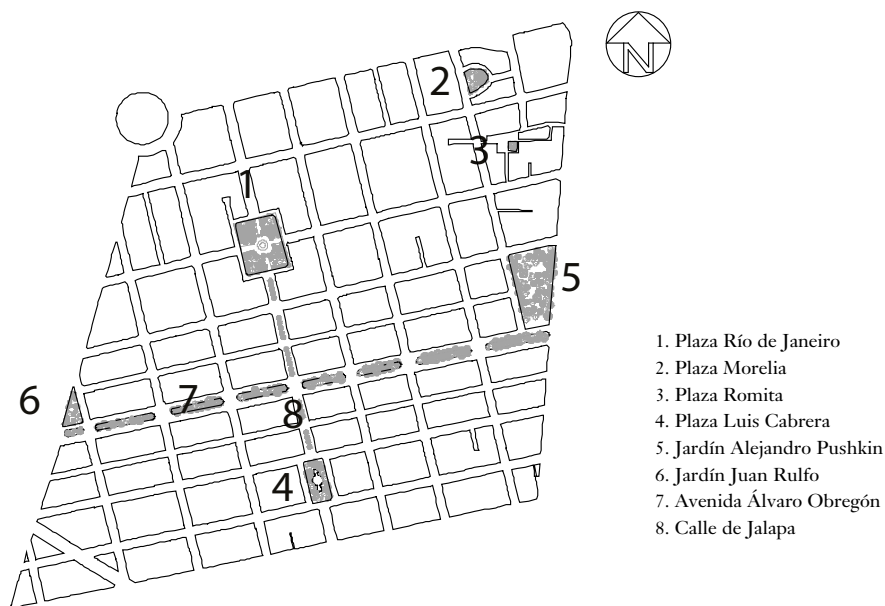 N
2
3
1
5
6
7
8
4
1. Plaza Río de Janeiro
2. Plaza Morelia
3. Plaza Romita
4. Plaza Luis Cabrera
5. Jardín Alejandro Pushkin
6. Jardín Juan Rulfo
7. Avenida Álvaro Obregón
8. Calle de Jalapa